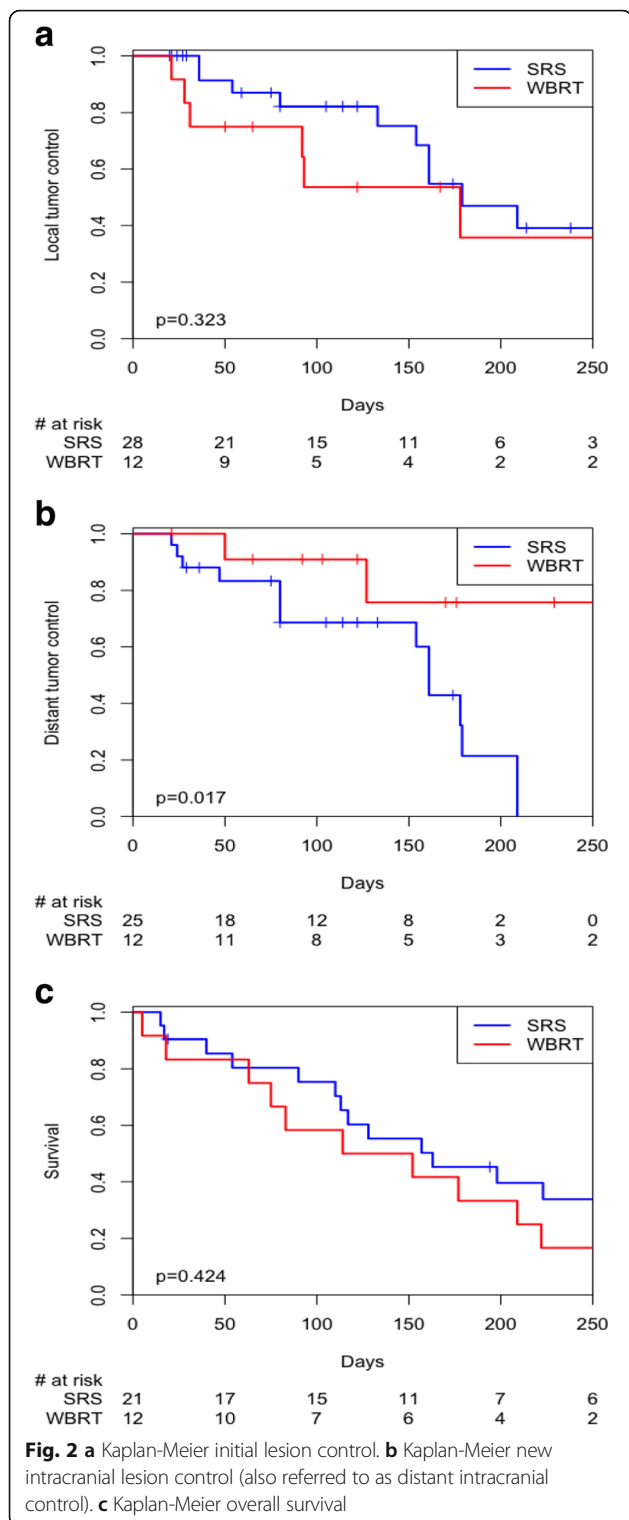 a
SRS
WBRT
Local tumor control
1.0
0.8
0.6
0.4
0.2
0.0
p=0.323
0 50 100 150 200 250
Days
# at risk
SRS 28 21 15 11 6 3
WBRT 12 9 5 4 2 2
b
SRS
WBRT
Distant tumor control
1.0
0.8
0.6
0.4
0.2
0.0
p=0.017
0 50 100 150 200 250
Days
# at risk
SRS 25 18 12 8 2 0
WBRT 12 11 8 5 3 2
c
SRS
WBRT
Survival
1.0
0.8
0.6
0.4
0.2
0.0
p=0.424
0 50 100 150 200 250
Days
# at risk
SRS 21 17 15 11 7 6
WBRT 12 10 7 6 4 2
Fig. 2 a Kaplan-Meier initial lesion control. b Kaplan-Meier new
intracranial lesion control (also referred to as distant intracranial
control). c Kaplan-Meier overall survival